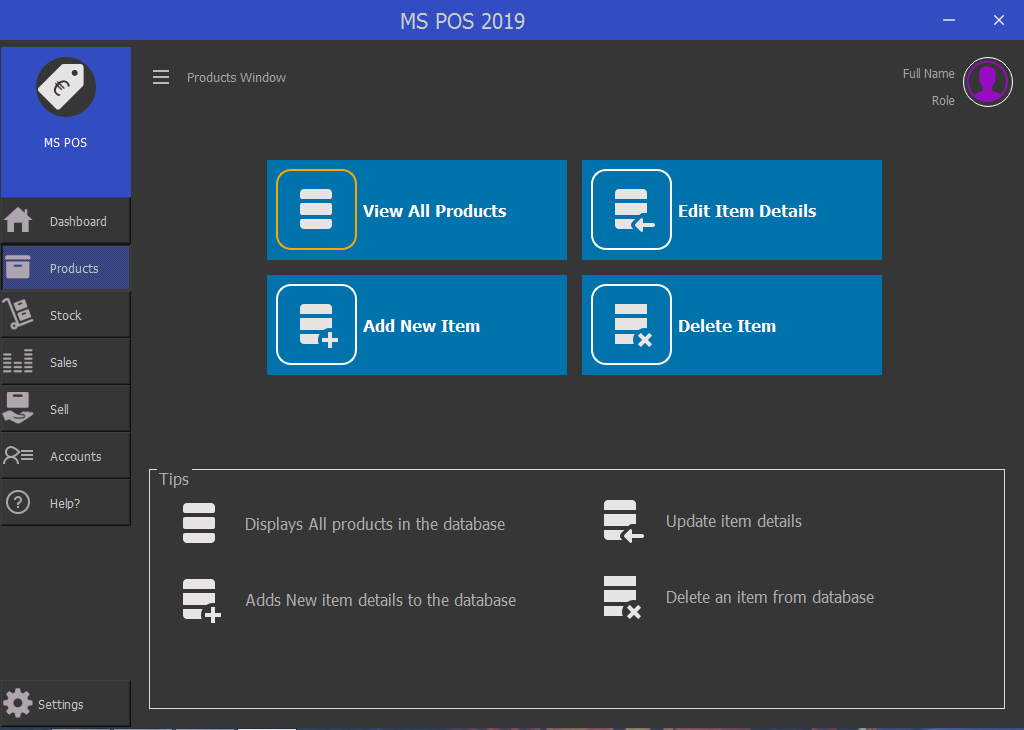 MS POS 2019
MS POS
Products Window
Full Name
Role
Dashboard
Products
Stock
Sales
Sell
Accounts
Help?
Settings
View All Products
Edit Item Details
Add New Item
Delete Item
Tips
Displays All products in the database
Update item details
Adds New item details to the database
Delete an item from database